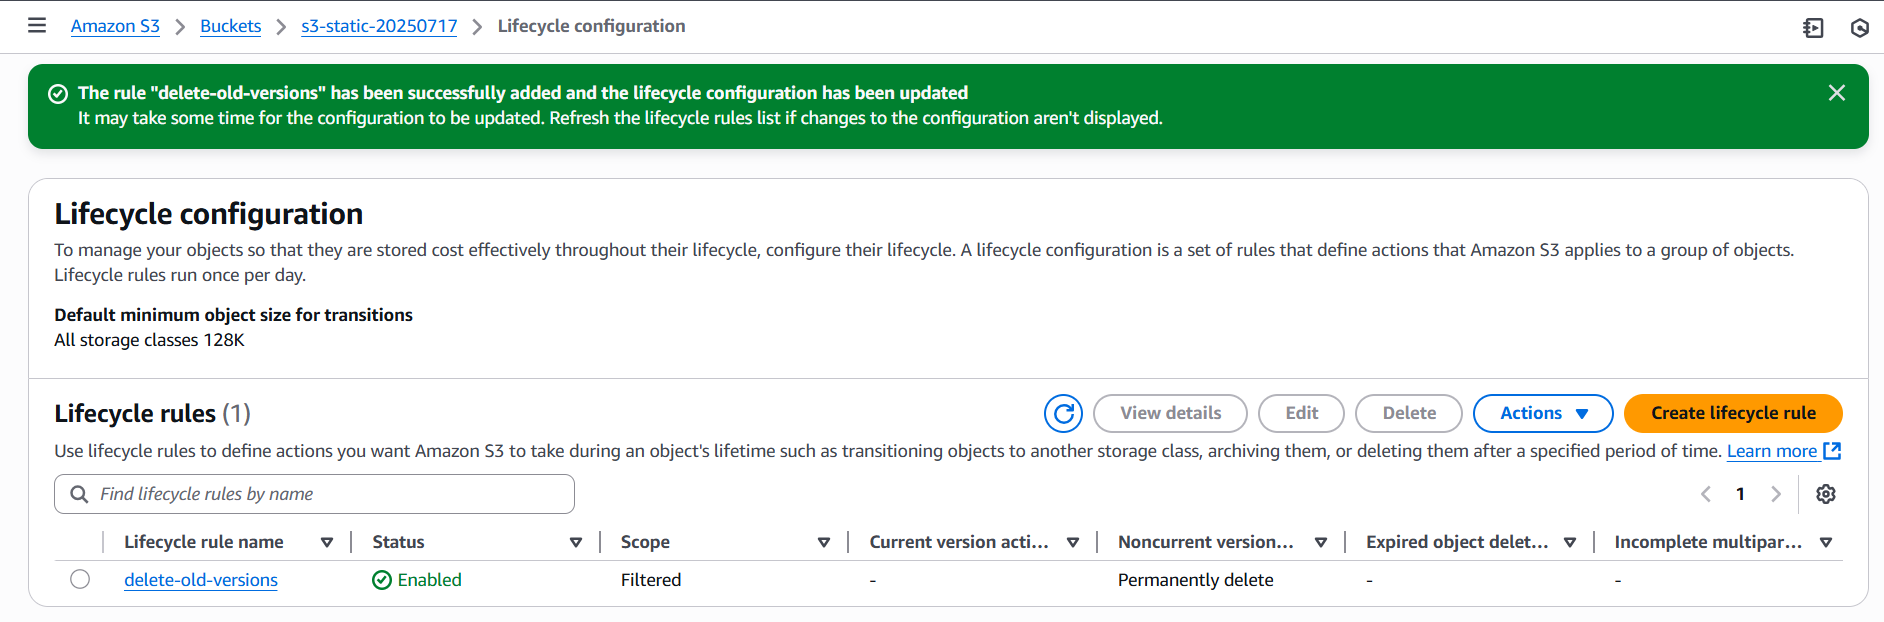 Amazon S3 > Buckets > s3-static-20250717 > Lifecycle configuration
The rule "delete-old-versions" has been successfully added and the lifecycle configuration has been updated
It may take some time for the configuration to be updated. Refresh the lifecycle rules list if changes to the configuration aren't displayed.
Lifecycle configuration
To manage your objects so that they are stored cost effectively throughout their lifecycle, configure their lifecycle. A lifecycle configuration is a set of rules that define actions that Amazon S3 applies to a group of objects.
Lifecycle rules run once per day.
Default minimum object size for transitions
All storage classes 128K
Lifecycle rules (1) View details Edit Delete Actions Create lifecycle rule
Use lifecycle rules to define actions you want Amazon S3 to take during an object's lifetime such as transitioning objects to another storage class, archiving them, or deleting them after a specified period of time. Learn more
Find lifecycle rules by name 1
Lifecycle rule name Status Scope Current version acti... Noncurrent version... Expired object delet... Incomplete multipar...
delete-old-versions Enabled Filtered - Permanently delete - -